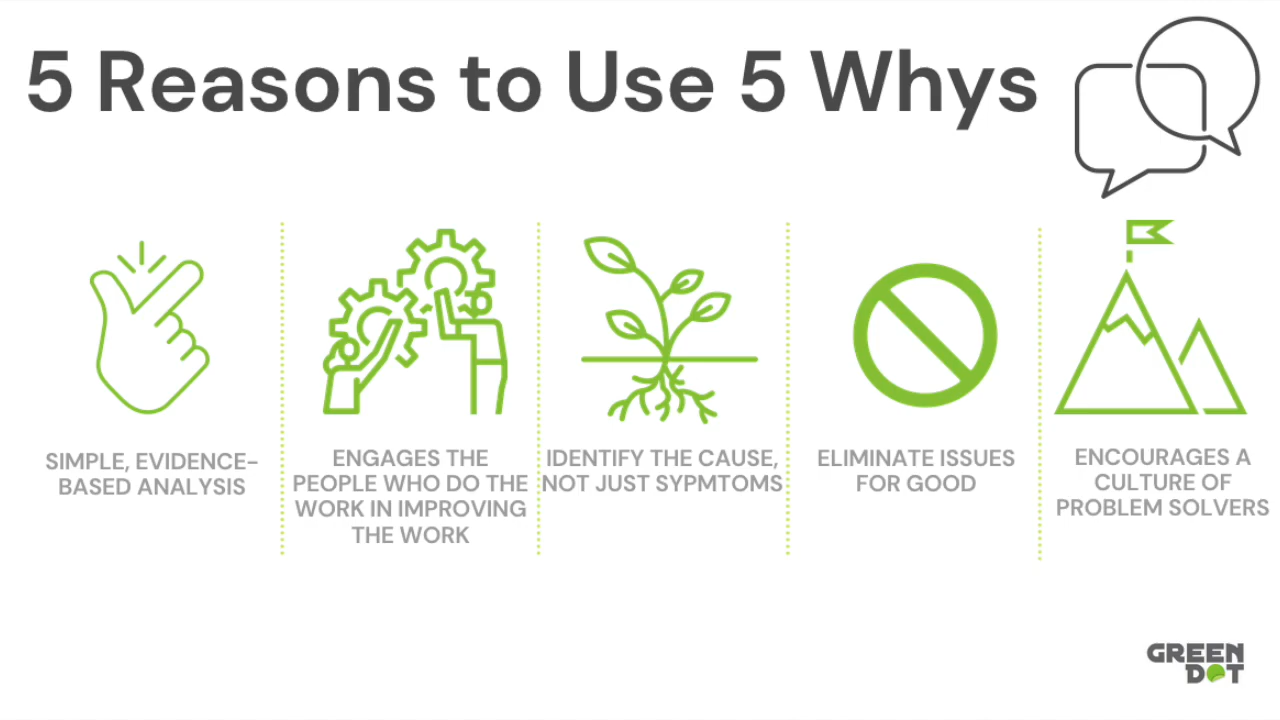 5 Reasons to Use 5 Whys
SIMPLE, EVIDENCE-
BASED ANALYSIS
ENGAGES THE
PEOPLE WHO DO THE
WORK IN IMPROVING
THE WORK
IDENTIFY THE CAUSE,
NOT JUST SYPMTOMS
ELIMINATE ISSUES
FOR GOOD
ENCOURAGES A
CULTURE OF
PROBLEM SOLVERS
GREEN
DOT